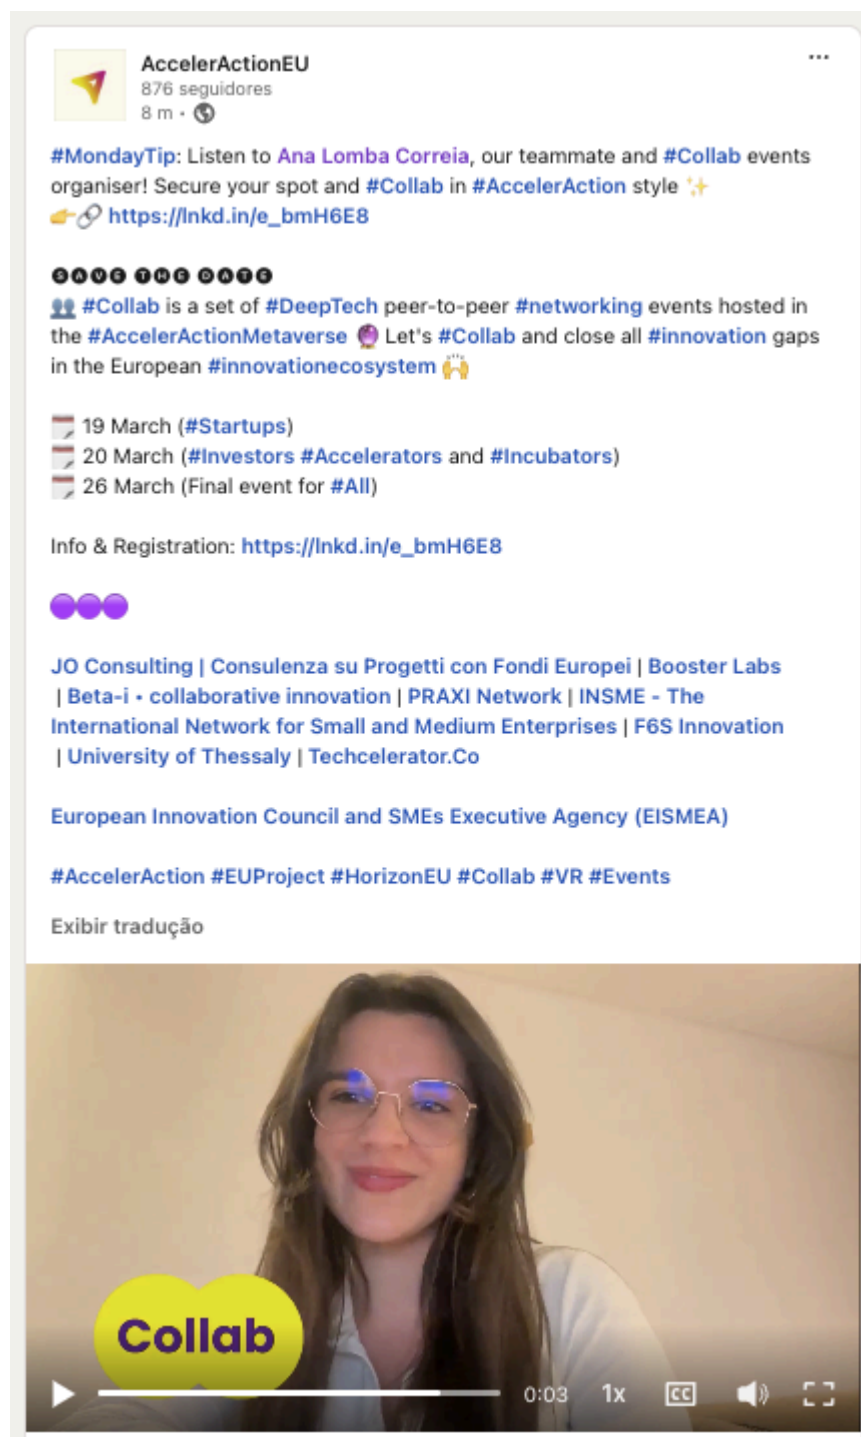 AccelerActionEU
...
876 seguidores
8 m •
#MondayTip: Listen to Ana Lomba Correia, our teammate and #Collab events
organiser! Secure your spot and #Collab in #AccelerAction style ✨
👉🔗 https://lnkd.in/e_bmH6E8
🅢🅐🅥🅔 🅣🅗🅔 🅓🅐🅣🅔
👥 #Collab is a set of #DeepTech peer-to-peer #networking events hosted in
the #AccelerActionMetaverse 🔮 Let's #Collab and close all #innovation gaps
in the European #innovationecosystem 🙌
🗓 19 March (#Startups)
🗓 20 March (#Investors #Accelerators and #Incubators)
🗓 26 March (Final event for #All)
Info & Registration: https://lnkd.in/e_bmH6E8
🟣🟣🟣
JO Consulting | Consulenza su Progetti con Fondi Europei | Booster Labs
| Beta-i • collaborative innovation | PRAXI Network | INSME - The
International Network for Small and Medium Enterprises | F6S Innovation
| University of Thessaly | Techcelerator.Co
European Innovation Council and SMEs Executive Agency (EISMEA)
#AccelerAction #EUProject #HorizonEU #Collab #VR #Events
Exibir tradução
Collab
0:03 1x CC